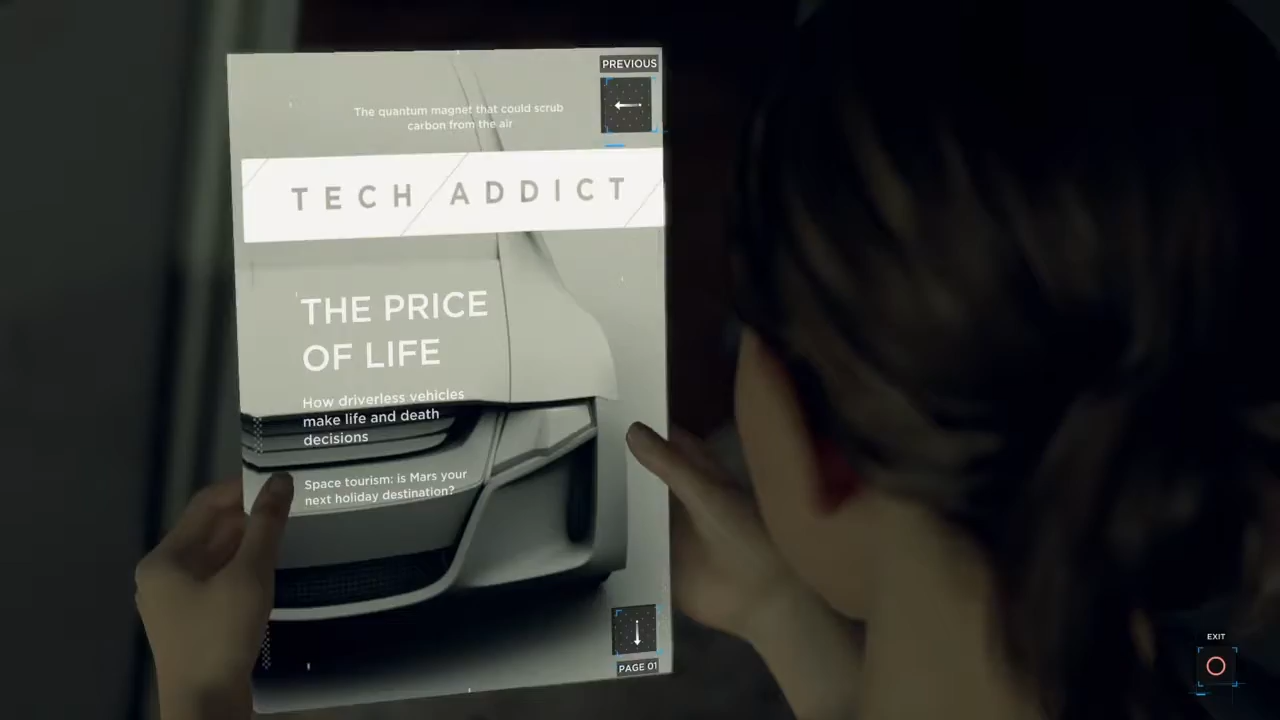 PREVIOUS
The quantum magnet that could scrub
carbon from the air
TECH ADDICT
THE PRICE
OF LIFE
How driverless vehicles
make life and death
decisions
Space tourism: is Mars your
next holiday destination?
PAGE 01
EXIT